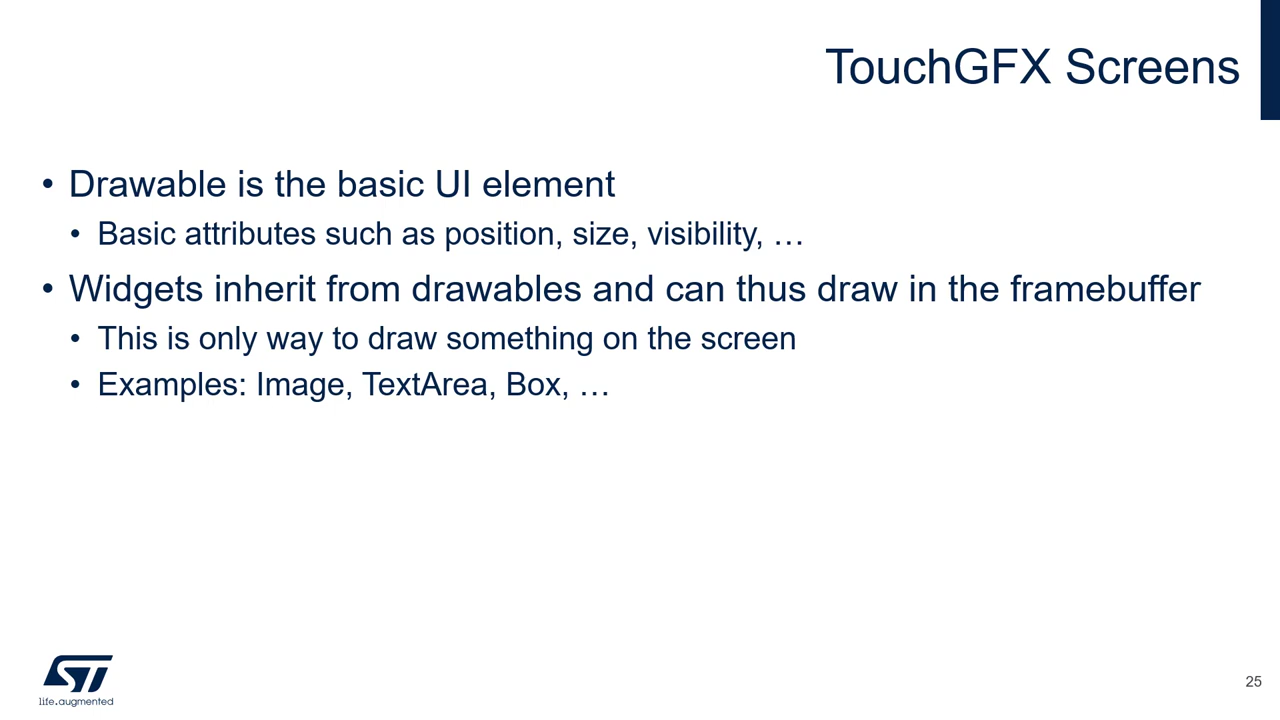 TouchGFX Screens
• Drawable is the basic UI element
• Basic attributes such as position, size, visibility, …
• Widgets inherit from drawables and can thus draw in the framebuffer
• This is only way to draw something on the screen
• Examples: Image, TextArea, Box, …
ST
life.augmented
25